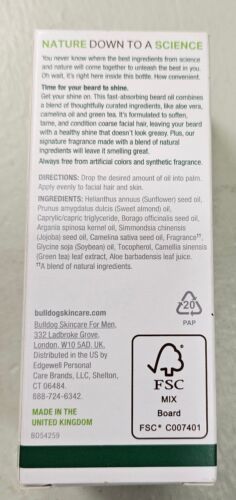 NATURE DOWN TO A SCIENCE
You never know where the best ingredients from science
and nature will come together to unleash the best in you.
Oh wait, it's right here inside this bottle. How convenient.
Time for your beard to shine.
Get your shine on. This fast-absorbing beard oil combines
a blend of thoughtfully curated ingredients, like aloe vera,
camelina oil and green tea. It's formulated to soften,
tame, and condition coarse facial hair, leaving your beard
with a healthy shine that doesn't look greasy. Plus, our
signature fragrance made with a blend of natural
ingredients will leave it smelling great.
Always free from artificial colors and synthetic fragrance.
DIRECTIONS: Drop the desired amount of oil into palm.
Apply evenly to facial hair and skin.
INGREDIENTS: Helianthus annuus (Sunflower) seed oil,
Prunus amygdalus dulcis (Sweet almond) oil,
Caprylic/capric triglyceride, Borago officinalis seed oil,
Argania spinosa kernel oil, Simmondsia chinensis
(Jojoba) seed oil, Camelina sativa seed oil, Fragrance††,
Glycine soja (Soybean) oil, Tocopherol, Camellia sinensis
(Green tea) leaf extract, Aloe barbadensis leaf juice.
††A blend of natural ingredients.
bulldogskincare.com
Bulldog Skincare For Men,
332 Ladbroke Grove,
London, W10 5AD, UK.
Distributed in the US by
Edgewell Personal
Care Brands, LLC, Shelton,
CT 06484.
888-724-6342.
MADE IN THE
UNITED KINGDOM
BD54259
20
PAP
FSC
MIX
Board
FSC® C007401